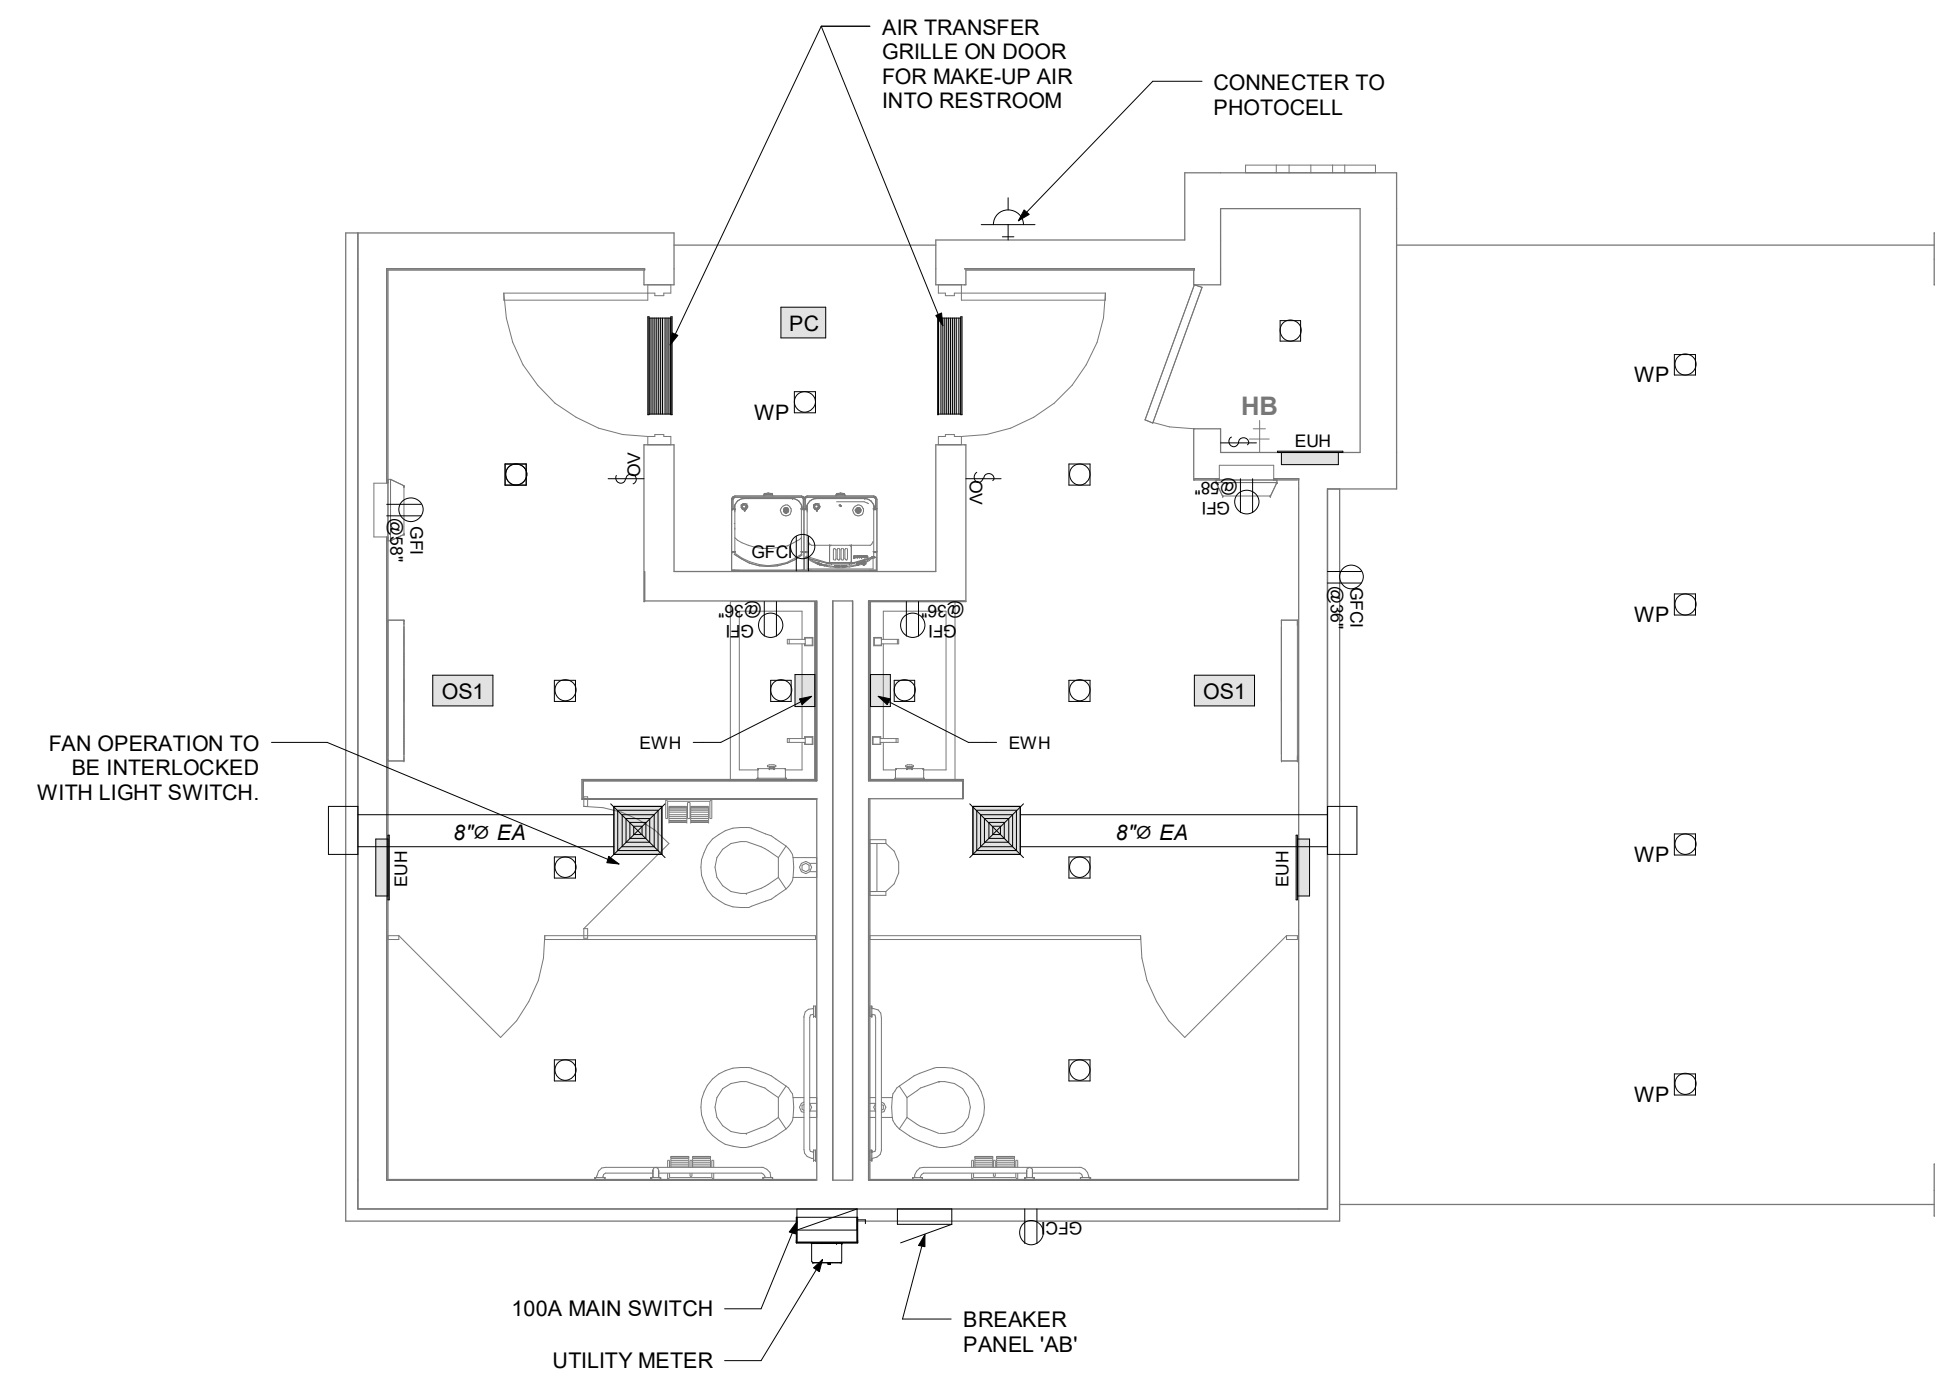 AIR TRANSFER
GRILLE ON DOOR
FOR MAKE-UP AIR
INTO RESTROOM
CONNECTER TO
PHOTOCELL
PC
WP
WP
HB
S
EUH
SOV
SOV
GFI
@58"
GFI
@58"
GFCI
GFI
@36"
GFI
@36"
GFCI
@36"
WP
OS1
OS1
EWH
EWH
FAN OPERATION TO
BE INTERLOCKED
WITH LIGHT SWITCH.
8"Ø EA
8"Ø EA
EUH
EUH
WP
WP
GFCI
100A MAIN SWITCH
UTILITY METER
BREAKER
PANEL 'AB'